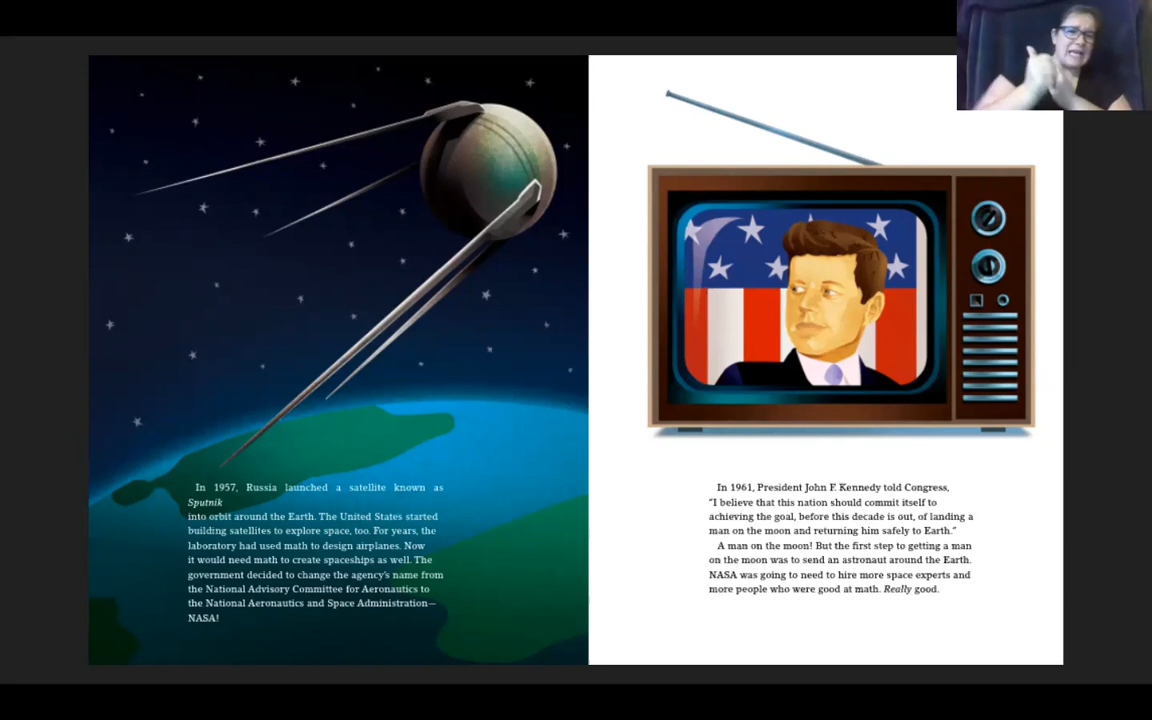 In 1957, Russia launched a satellite known as
Sputnik
into orbit around the Earth. The United States started
building satellites to explore space, too. For years, the
laboratory had used math to design airplanes. Now
it would need math to create spaceships as well. The
government decided to change the agency's name from
the National Advisory Committee for Aeronautics to
the National Aeronautics and Space Administration—
NASA!
In 1961, President John F. Kennedy told Congress,
"I believe that this nation should commit itself to
achieving the goal, before this decade is out, of landing a
man on the moon and returning him safely to Earth."
A man on the moon! But the first step to getting a man
on the moon was to send an astronaut around the Earth.
NASA was going to need to hire more space experts and
more people who were good at math. Really good.